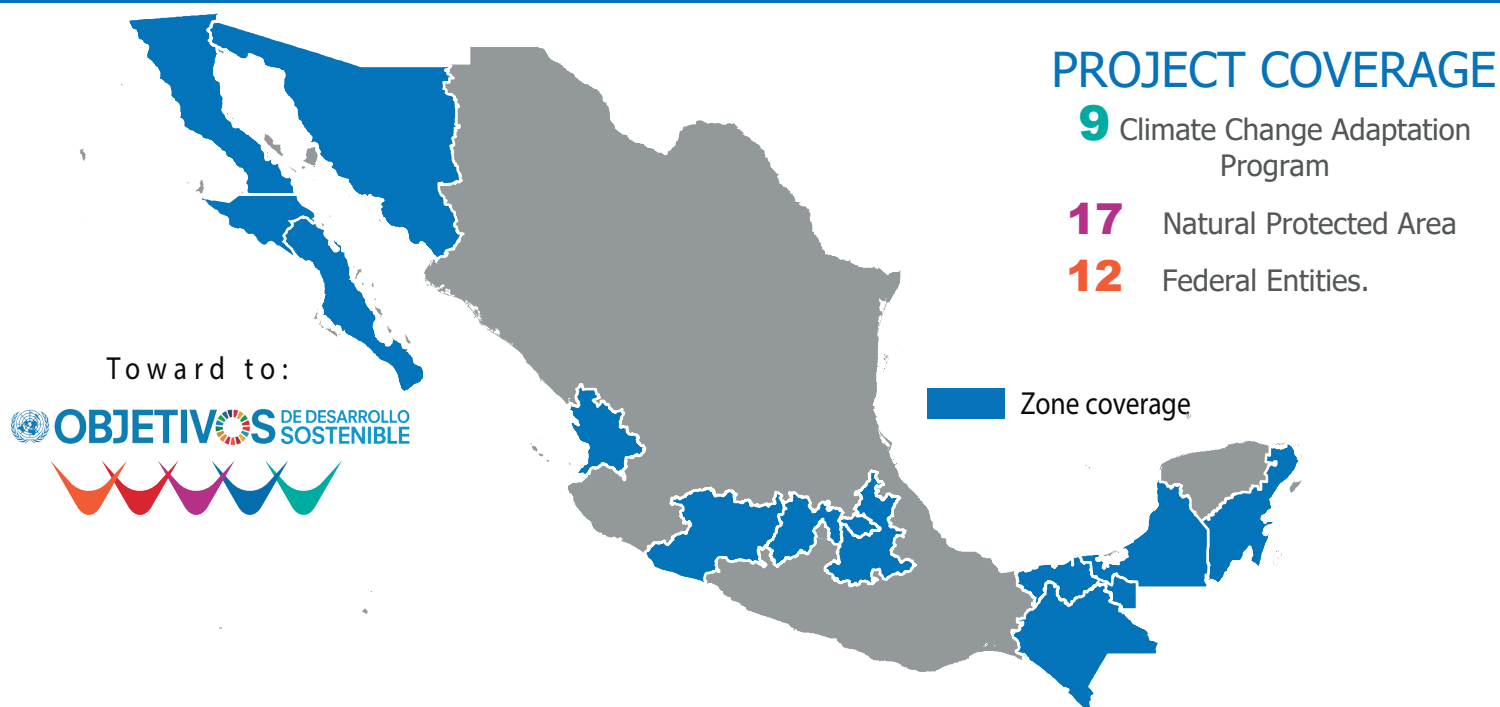 PROJECT COVERAGE
9 Climate Change Adaptation
Program
17 Natural Protected Area
12 Federal Entities.
Toward to:
OBJETIVOS DE DESARROLLO
SOSTENIBLE
Zone coverage